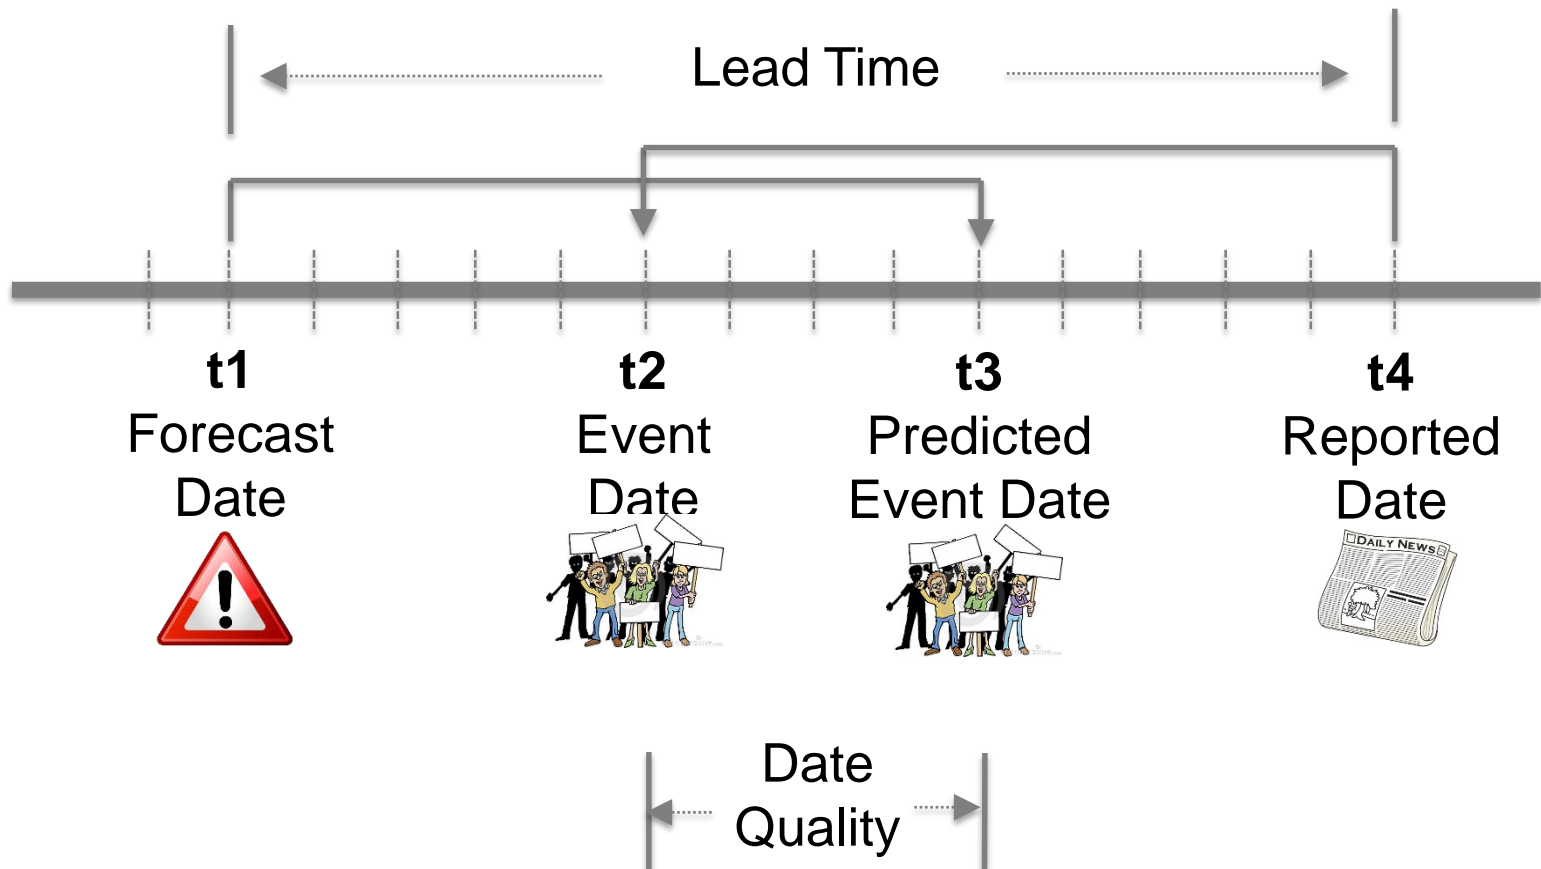 Lead Time
t1
Forecast
Date
t2
Event
Date
t3
Predicted
Event Date
t4
Reported
Date
DAILY NEWS
Date
Quality